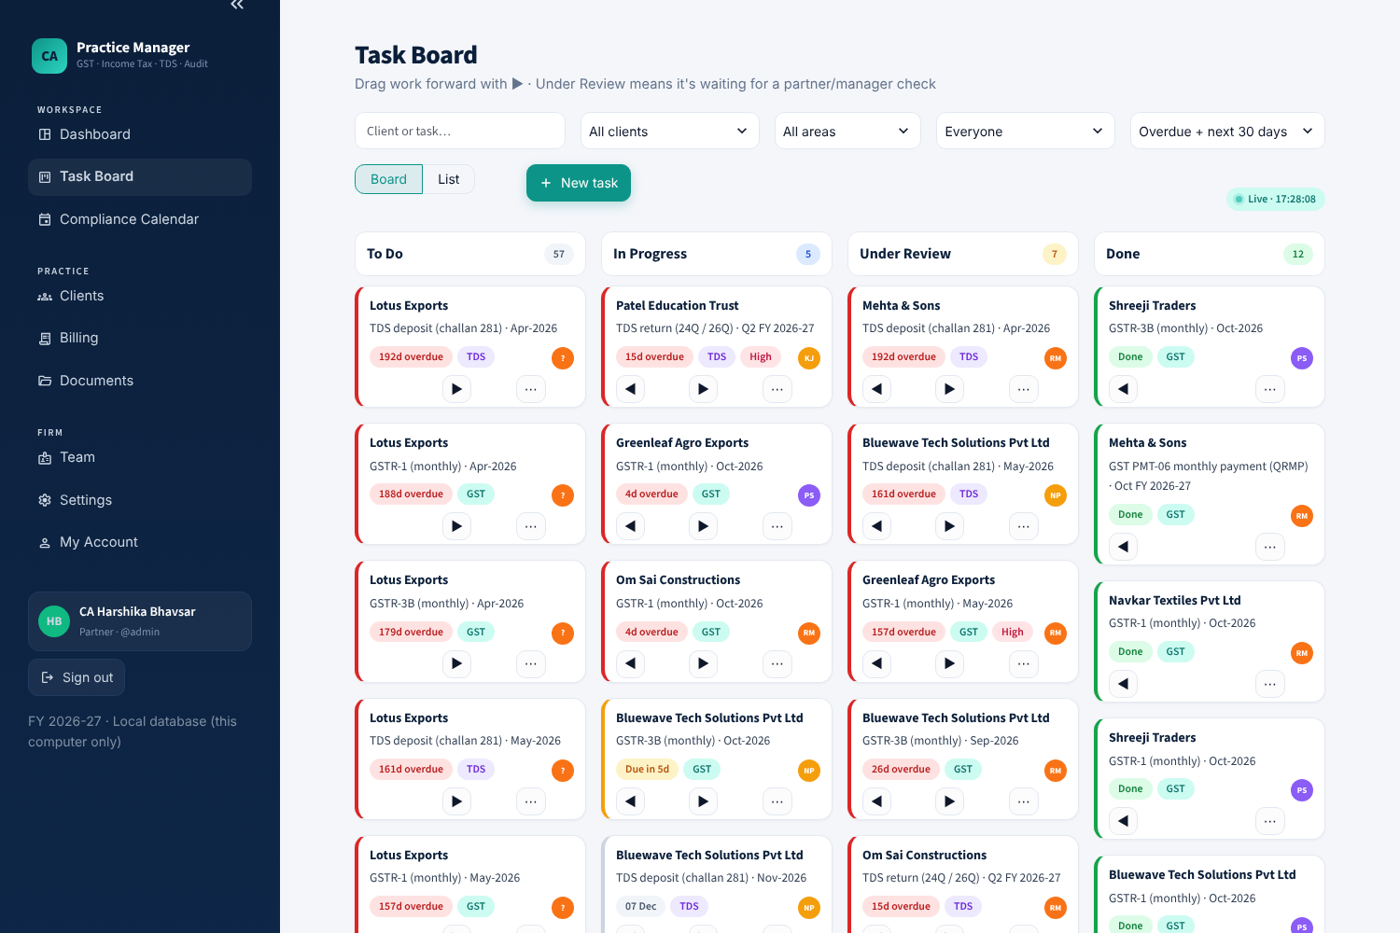 CA
Practice Manager
GST · Income Tax · TDS · Audit
WORKSPACE
Dashboard
Task Board
Compliance Calendar
PRACTICE
Clients
Billing
Documents
FIRM
Team
Settings
My Account
HB
CA Harshika Bhavsar
Partner · @admin
Sign out
FY 2026-27 · Local database (this
computer only)
Task Board
Drag work forward with ▶ · Under Review means it's waiting for a partner/manager check
Client or task…
All clients
All areas
Everyone
Overdue + next 30 days
Board
List
+ New task
Live · 17:28:08
To Do
57
Lotus Exports
TDS deposit (challan 281) · Apr-2026
192d overdue
TDS
?
▶
⋯
Lotus Exports
GSTR-1 (monthly) · Apr-2026
188d overdue
GST
?
▶
⋯
Lotus Exports
GSTR-3B (monthly) · Apr-2026
179d overdue
GST
?
▶
⋯
Lotus Exports
TDS deposit (challan 281) · May-2026
161d overdue
TDS
?
▶
⋯
Lotus Exports
GSTR-1 (monthly) · May-2026
157d overdue
GST
?
In Progress
5
Patel Education Trust
TDS return (24Q / 26Q) · Q2 FY 2026-27
15d overdue
TDS
High
KJ
◀
▶
⋯
Greenleaf Agro Exports
GSTR-1 (monthly) · Oct-2026
4d overdue
GST
PS
◀
▶
⋯
Om Sai Constructions
GSTR-1 (monthly) · Oct-2026
4d overdue
GST
RM
◀
▶
⋯
Bluewave Tech Solutions Pvt Ltd
GSTR-3B (monthly) · Oct-2026
Due in 5d
GST
NP
◀
▶
⋯
Bluewave Tech Solutions Pvt Ltd
TDS deposit (challan 281) · Nov-2026
07 Dec
TDS
NP
Under Review
7
Mehta & Sons
TDS deposit (challan 281) · Apr-2026
192d overdue
TDS
RM
◀
▶
⋯
Bluewave Tech Solutions Pvt Ltd
TDS deposit (challan 281) · May-2026
161d overdue
TDS
NP
◀
▶
⋯
Greenleaf Agro Exports
GSTR-1 (monthly) · May-2026
157d overdue
GST
High
RM
◀
▶
⋯
Bluewave Tech Solutions Pvt Ltd
GSTR-3B (monthly) · Sep-2026
26d overdue
GST
RM
◀
▶
⋯
Om Sai Constructions
TDS return (24Q / 26Q) · Q2 FY 2026-27
15d overdue
TDS
RM
Done
12
Shreeji Traders
GSTR-3B (monthly) · Oct-2026
Done
GST
PS
◀
⋯
Mehta & Sons
GST PMT-06 monthly payment (QRMP)
· Oct FY 2026-27
Done
GST
RM
◀
⋯
Navkar Textiles Pvt Ltd
GSTR-1 (monthly) · Oct-2026
Done
GST
RM
◀
⋯
Shreeji Traders
GSTR-1 (monthly) · Oct-2026
Done
GST
PS
◀
⋯
Bluewave Tech Solutions Pvt Ltd
GSTR-1 (monthly) · Oct-2026
Done
GST
PS